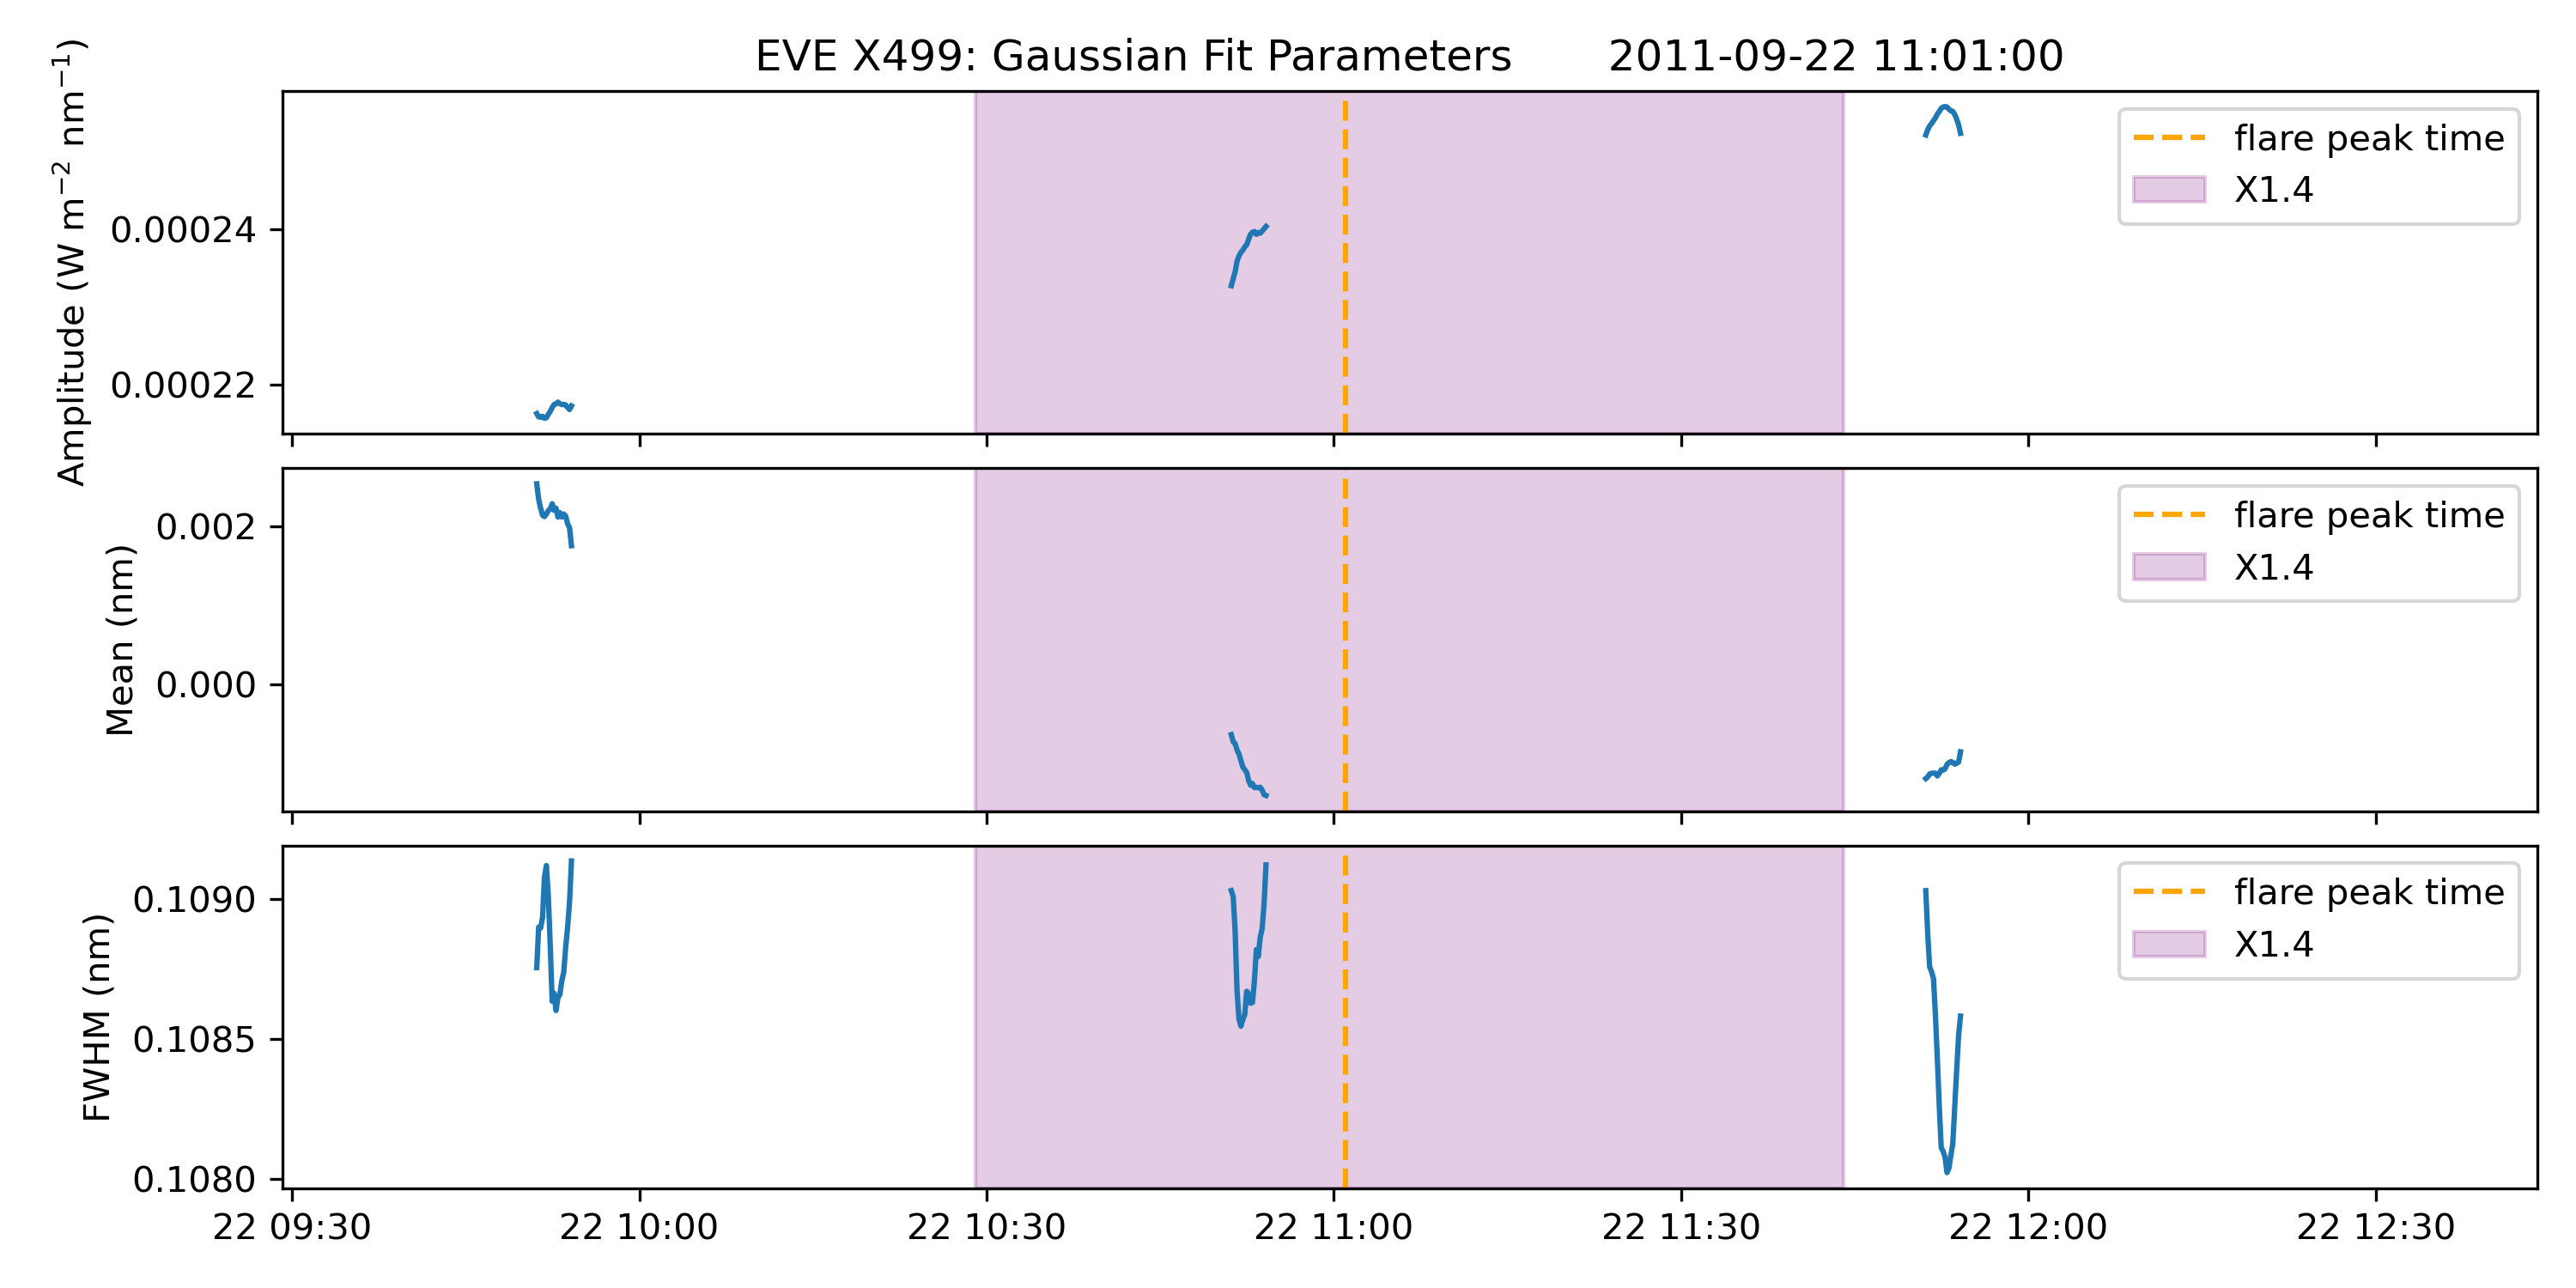 EVE X499: Gaussian Fit Parameters 2011-09-22 11:01:00
Amplitude (W m⁻² nm⁻¹)
0.00024
0.00022
flare peak time
X1.4
Mean (nm)
0.002
0.000
flare peak time
X1.4
FWHM (nm)
0.1090
0.1085
0.1080
flare peak time
X1.4
22 09:30 22 10:00 22 10:30 22 11:00 22 11:30 22 12:00 22 12:30